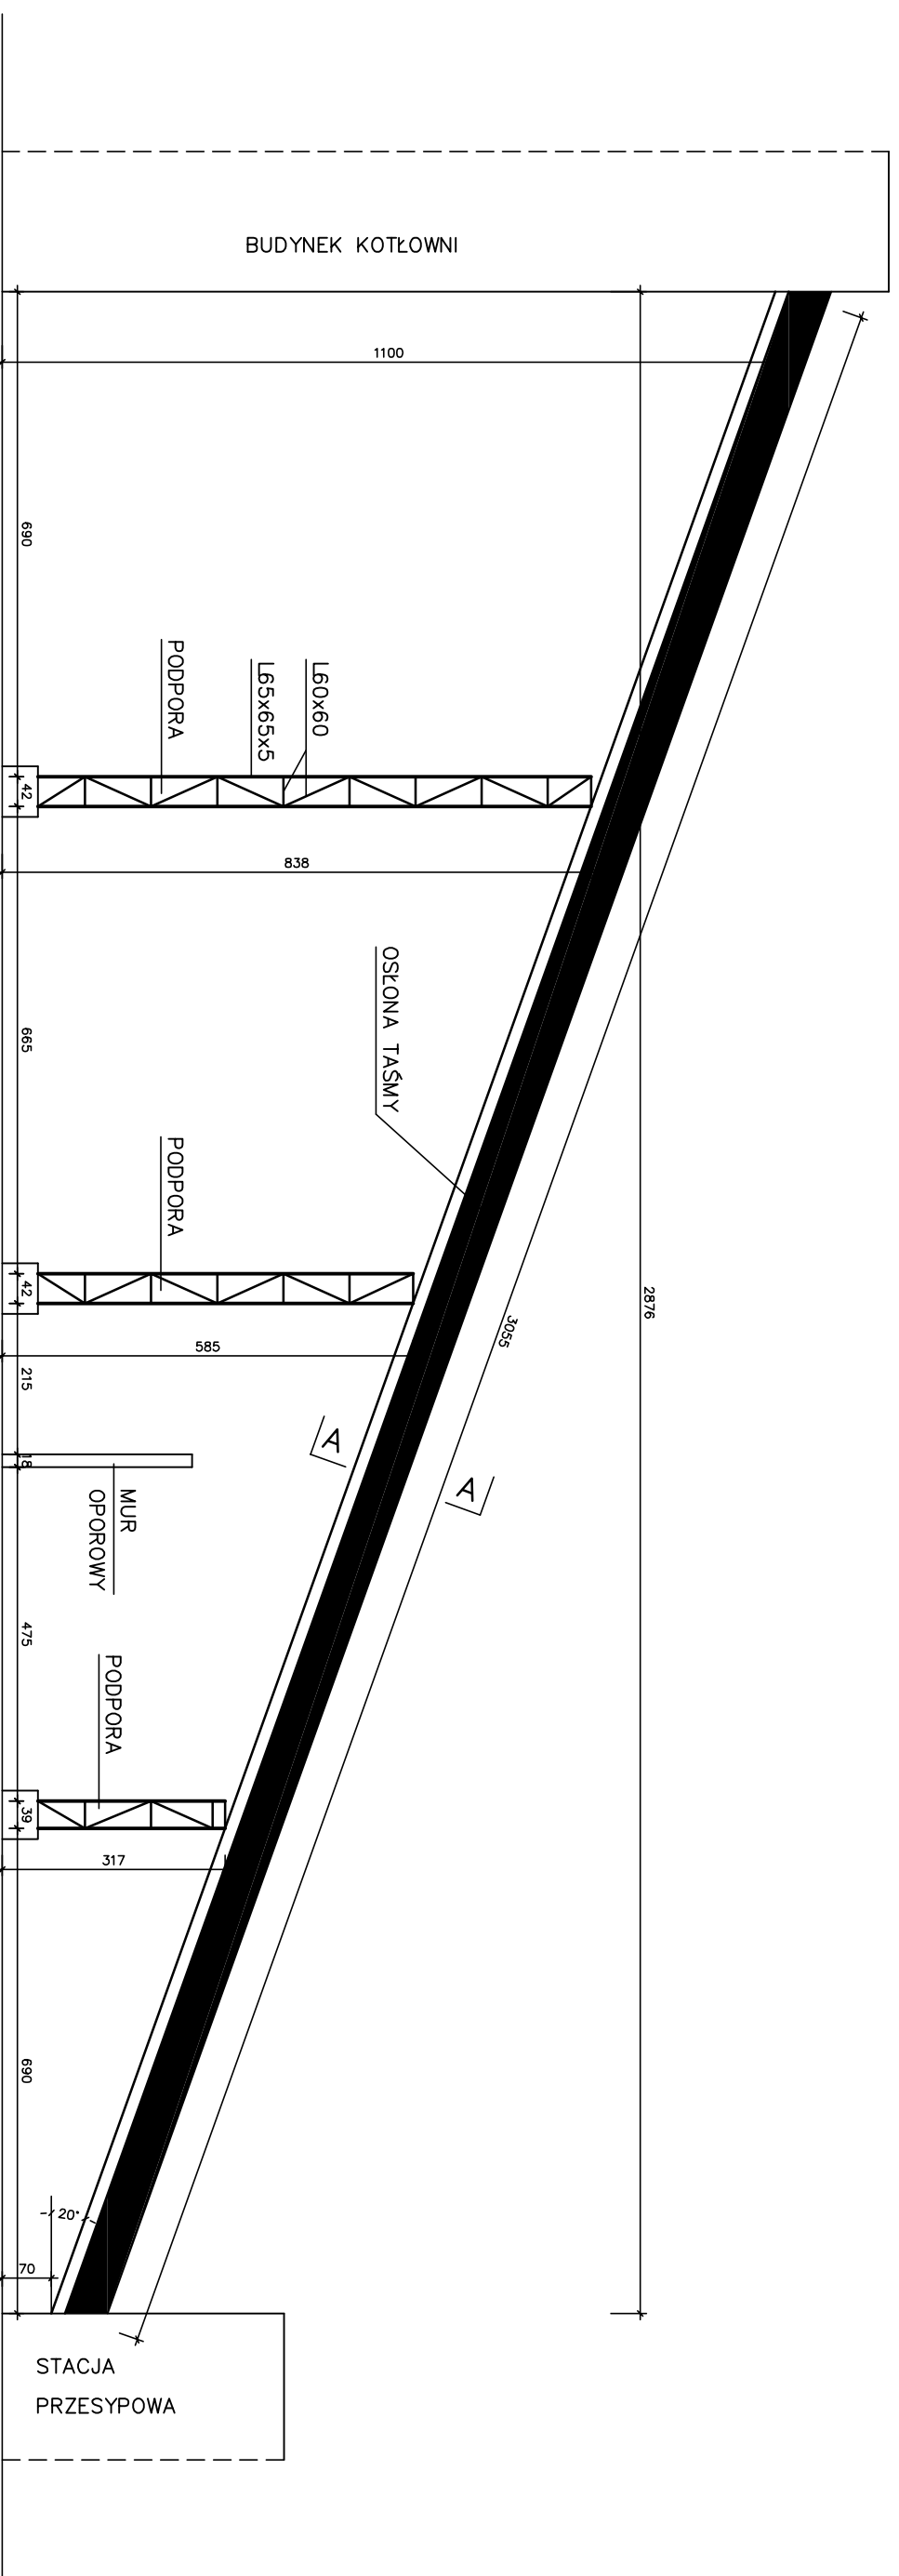 BUDYNEK KOTŁOWNI
1100
690
PODPORA
L65x65x5
L60x60
42
838
OSŁONA TAŚMY
665
PODPORA
42
2876
3055
585
215
A
A
18
MUR
OPOROWY
475
PODPORA
39
317
690
20°
70
STACJA
PRZESYPOWA